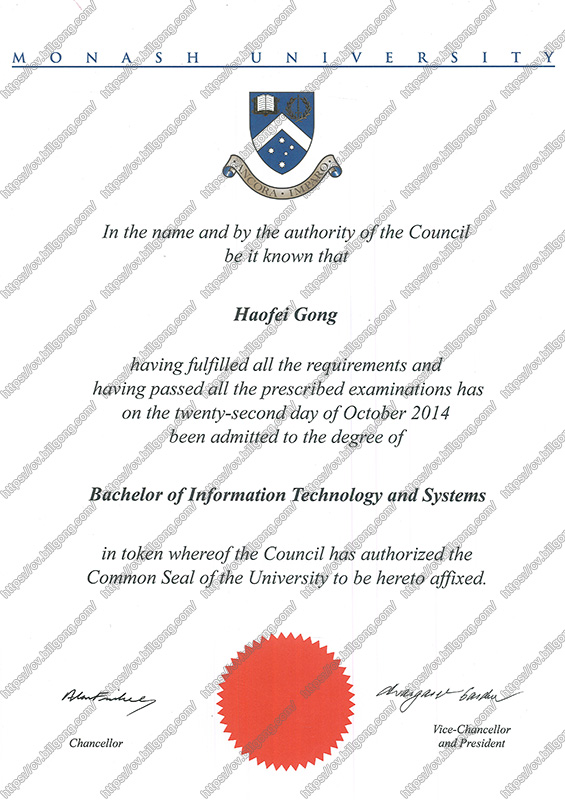 MONASH UNIVERSITY
ANCORA IMPARO
In the name and by the authority of the Council
be it known that
Haofei Gong
having fulfilled all the requirements and
having passed all the prescribed examinations has
on the twenty-second day of October 2014
been admitted to the degree of
Bachelor of Information Technology and Systems
in token whereof the Council has authorized the
Common Seal of the University to be hereto affixed.
Chancellor
Vice-Chancellor
and President
https://cv.billgong.com/